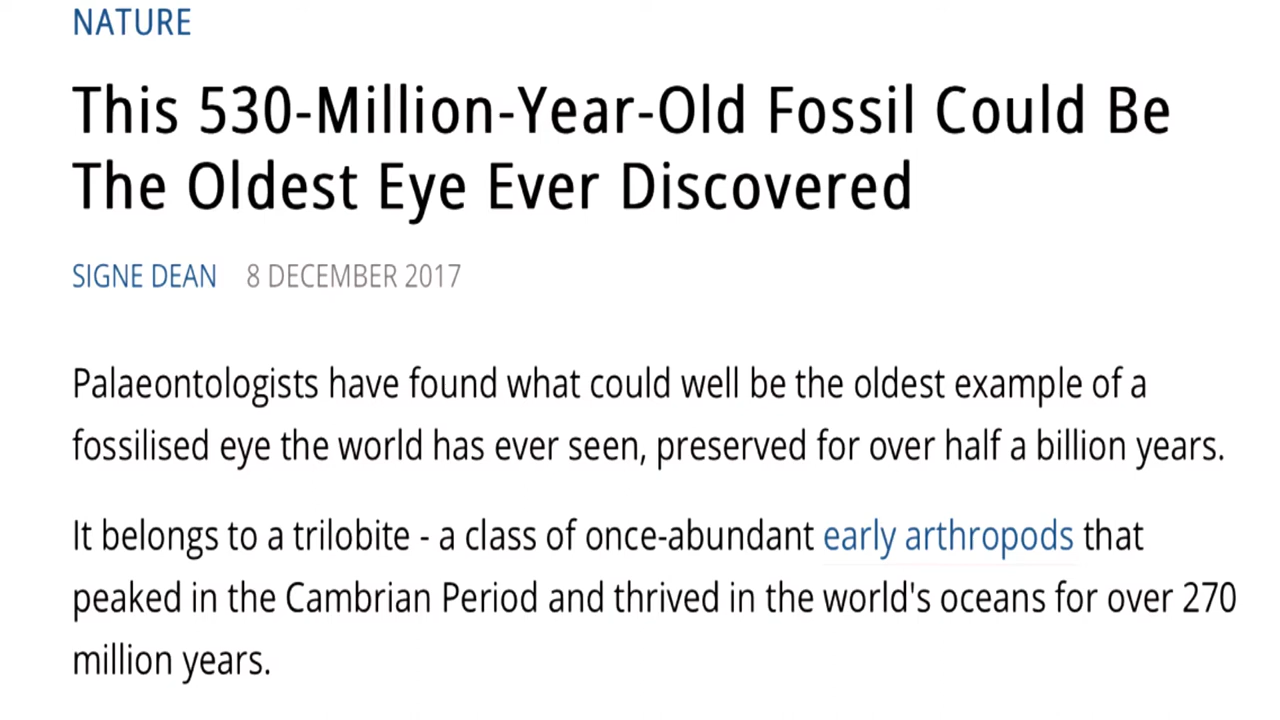 NATURE
This 530-Million-Year-Old Fossil Could Be
The Oldest Eye Ever Discovered
SIGNE DEAN 8 DECEMBER 2017
Palaeontologists have found what could well be the oldest example of a
fossilised eye the world has ever seen, preserved for over half a billion years.
It belongs to a trilobite - a class of once-abundant early arthropods that
peaked in the Cambrian Period and thrived in the world's oceans for over 270
million years.